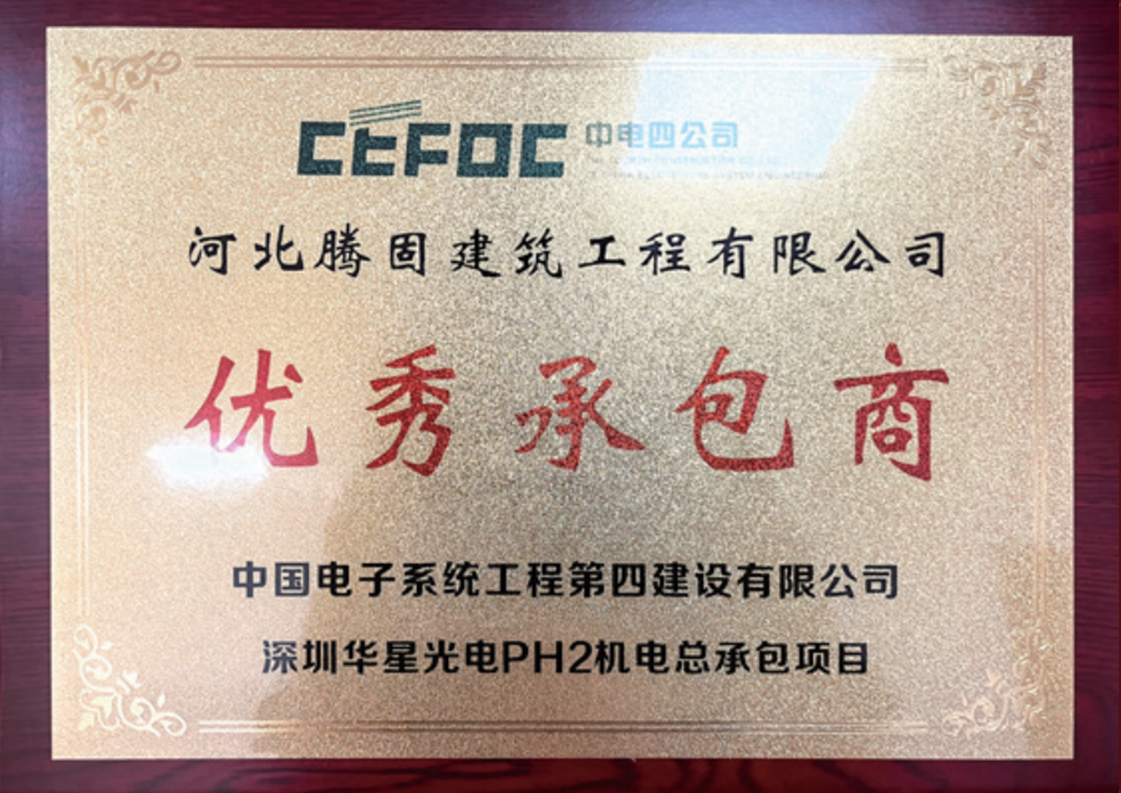 CEFOC 中电四公司
河北腾固建筑工程有限公司
优秀承包商
中国电子系统工程第四建设有限公司
深圳华星光电PH2机电总承包项目